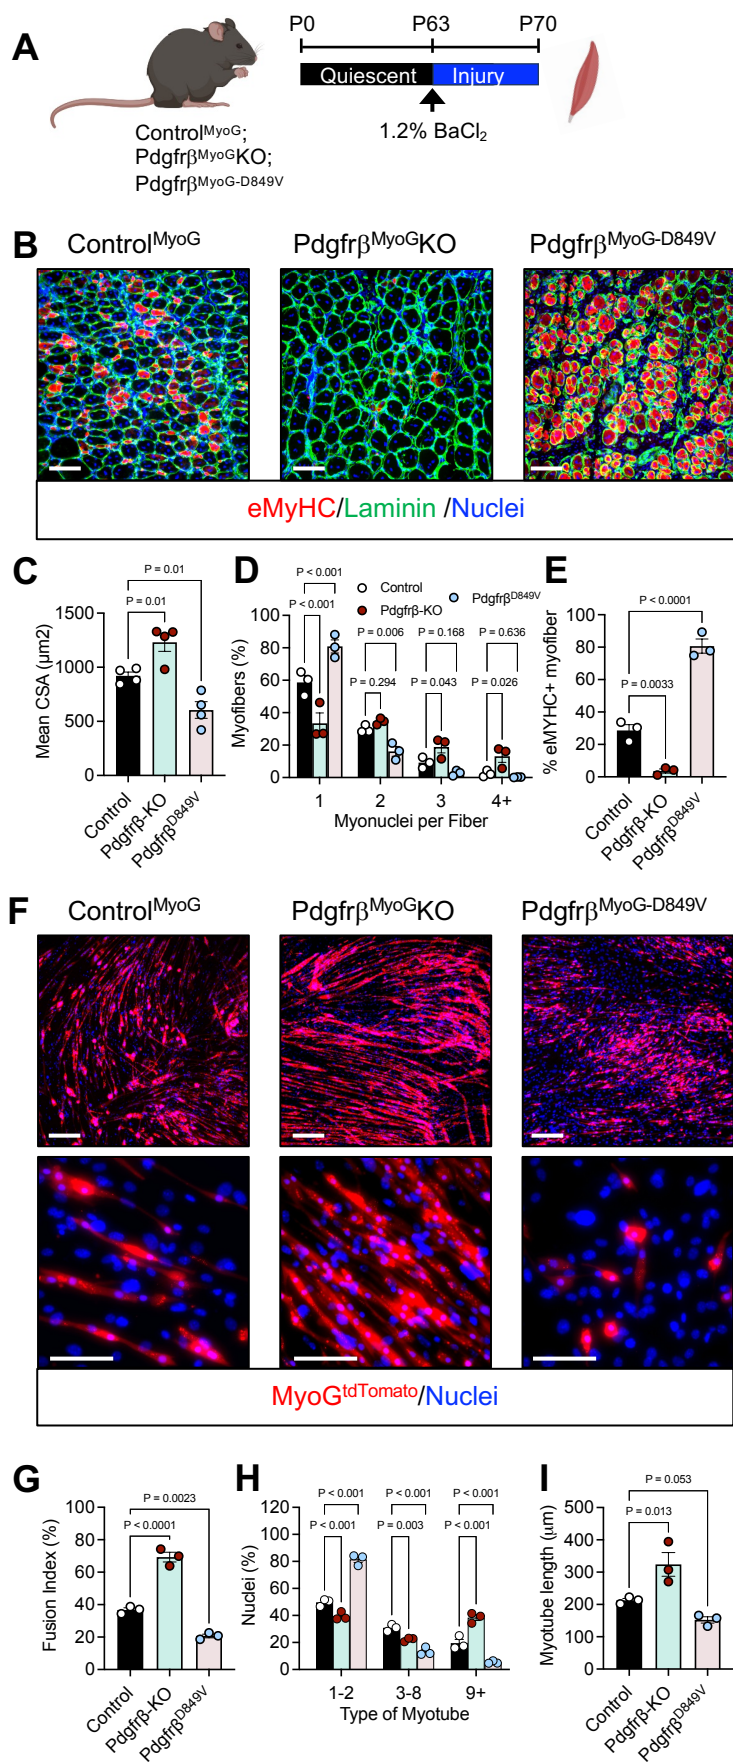 A
P0 P63 P70
Quiescent Injury
1.2% BaCl₂
Control^MyoG;
Pdgfrβ^MyoG KO;
Pdgfrβ^MyoG-D849V
B
Control^MyoG Pdgfrβ^MyoG KO Pdgfrβ^MyoG-D849V
eMyHC/Laminin /Nuclei
C
P = 0.01
P = 0.01
1500
1000
500
0
Mean CSA (µm2)
Control
Pdgfrβ-KO
Pdgfrβ^D849V
D
Control
Pdgfrβ-KO
Pdgfrβ^D849V
P < 0.001
P < 0.001
P = 0.006
P = 0.294
P = 0.168
P = 0.043
P = 0.636
P = 0.026
100
80
60
40
20
0
Myofibers (%)
1 2 3 4+
Myonuclei per Fiber
E
P < 0.0001
P = 0.0033
100
80
60
40
20
0
% eMYHC+ myofiber
Control
Pdgfrβ-KO
Pdgfrβ^D849V
F
Control^MyoG Pdgfrβ^MyoG KO Pdgfrβ^MyoG-D849V
MyoG^tdTomato/Nuclei
G
P = 0.0023
P < 0.0001
100
80
60
40
20
0
Fusion Index (%)
Control
Pdgfrβ-KO
Pdgfrβ^D849V
H
P < 0.001 P < 0.001 P < 0.001
P < 0.001 P = 0.003 P < 0.001
120
100
80
60
40
20
0
Nuclei (%)
1-2 3-8 9+
Type of Myotube
I
P = 0.053
P = 0.013
500
400
300
200
100
0
Myotube length (µm)
Control
Pdgfrβ-KO
Pdgfrβ^D849V